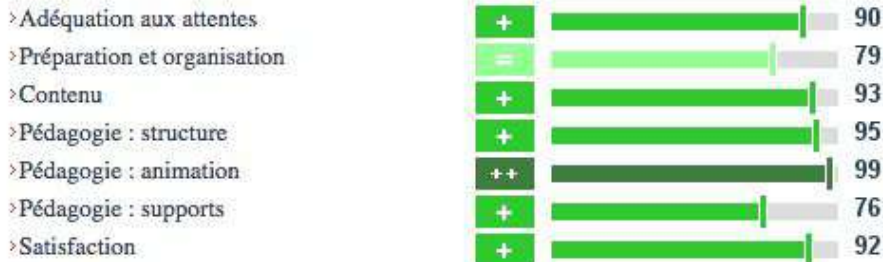 >Adéquation aux attentes + 90
>Préparation et organisation = 79
>Contenu + 93
>Pédagogie : structure + 95
>Pédagogie : animation ++ 99
>Pédagogie : supports + 76
>Satisfaction + 92